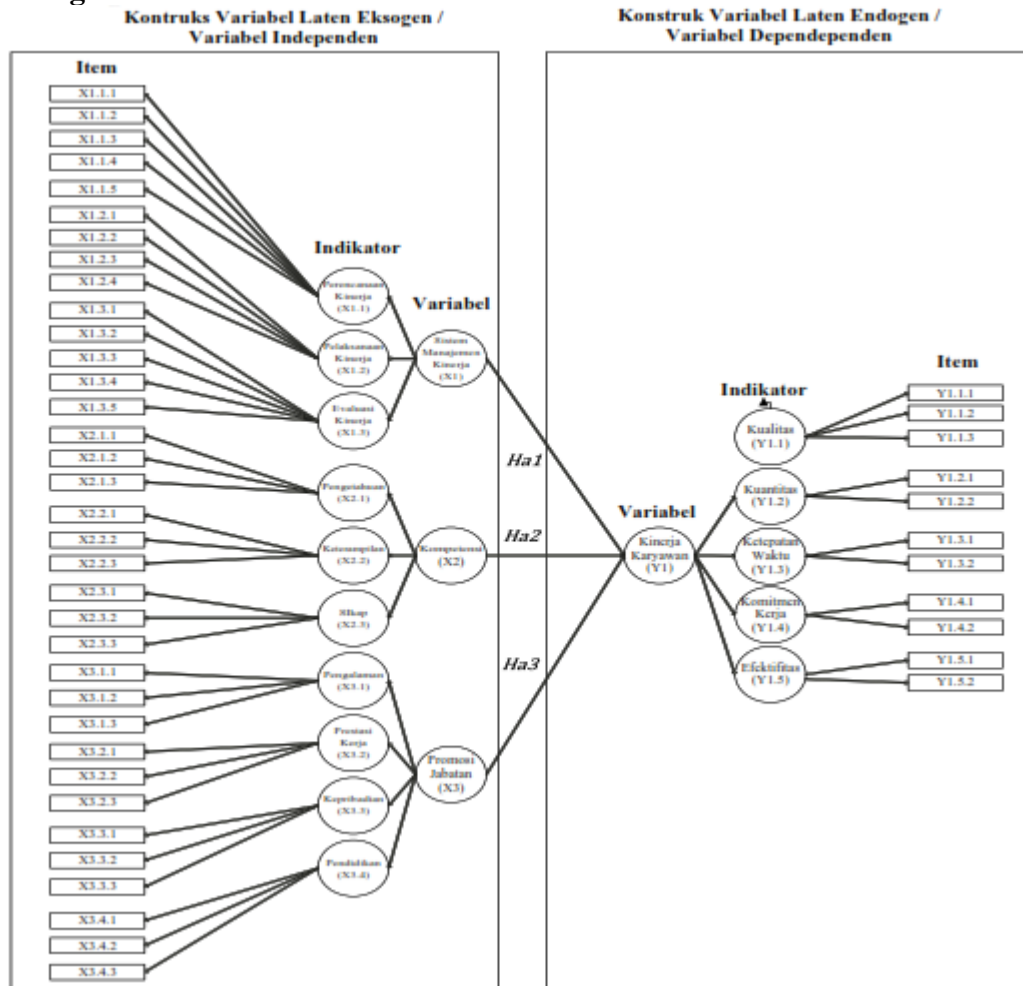 Kontruks Variabel Laten Eksogen /
Variabel Independen
Item
X1.1.1
X1.1.2
X1.1.3
X1.1.4
X1.1.5
X1.2.1
X1.2.2
X1.2.3
X1.2.4
X1.3.1
X1.3.2
X1.3.3
X1.3.4
X1.3.5
X2.1.1
X2.1.2
X2.1.3
X2.2.1
X2.2.2
X2.2.3
X2.3.1
X2.3.2
X2.3.3
X3.1.1
X3.1.2
X3.1.3
X3.2.1
X3.2.2
X3.2.3
X3.3.1
X3.3.2
X3.3.3
X3.4.1
X3.4.2
X3.4.3
Indikator
Perencanaan
Kinerja
(X1.1)
Pelaksanaan
Kinerja
(X1.2)
Evaluasi
Kinerja
(X1.3)
Pengetahuan
(X2.1)
Keterampilan
(X2.2)
SIkap
(X2.3)
Pengalaman
(X3.1)
Prestasi
Kerja
(X3.2)
Kepribadian
(X3.3)
Pendidikan
(X3.4)
Variabel
Sistem
Manajemen
Kinerja
(X1)
Kompetensi
(X2)
Promosi
Jabatan
(X3)
Ha1
Ha2
Ha3
Konstruk Variabel Laten Endogen /
Variabel Dependependen
Variabel
Kinerja
Karyawan
(Y1)
Indikator
Kualitas
(Y1.1)
Kuantitas
(Y1.2)
Ketepatan
Waktu
(Y1.3)
Komitmen
Kerja
(Y1.4)
Efektifitas
(Y1.5)
Item
Y1.1.1
Y1.1.2
Y1.1.3
Y1.2.1
Y1.2.2
Y1.3.1
Y1.3.2
Y1.4.1
Y1.4.2
Y1.5.1
Y1.5.2